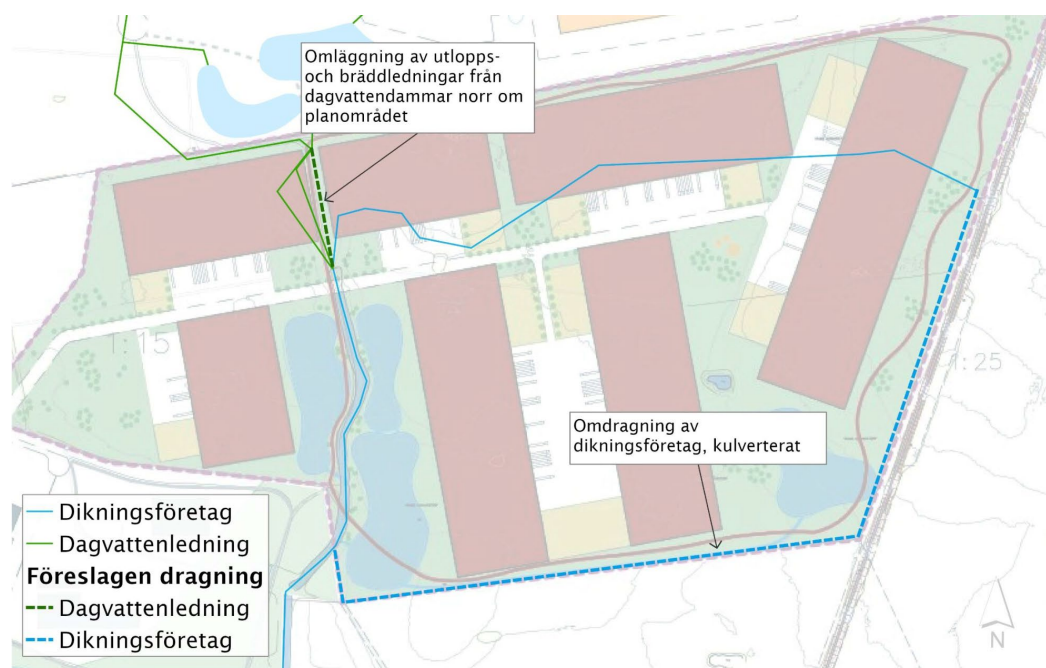 Omläggning av utlopps-
och bräddledningar från
dagvattendammar norr om
planområdet
1:15
1:25
Omdragning av
dikningsföretag, kulverterat
Dikningsföretag
Dagvattenledning
Föreslagen dragning
Dagvattenledning
Dikningsföretag
N